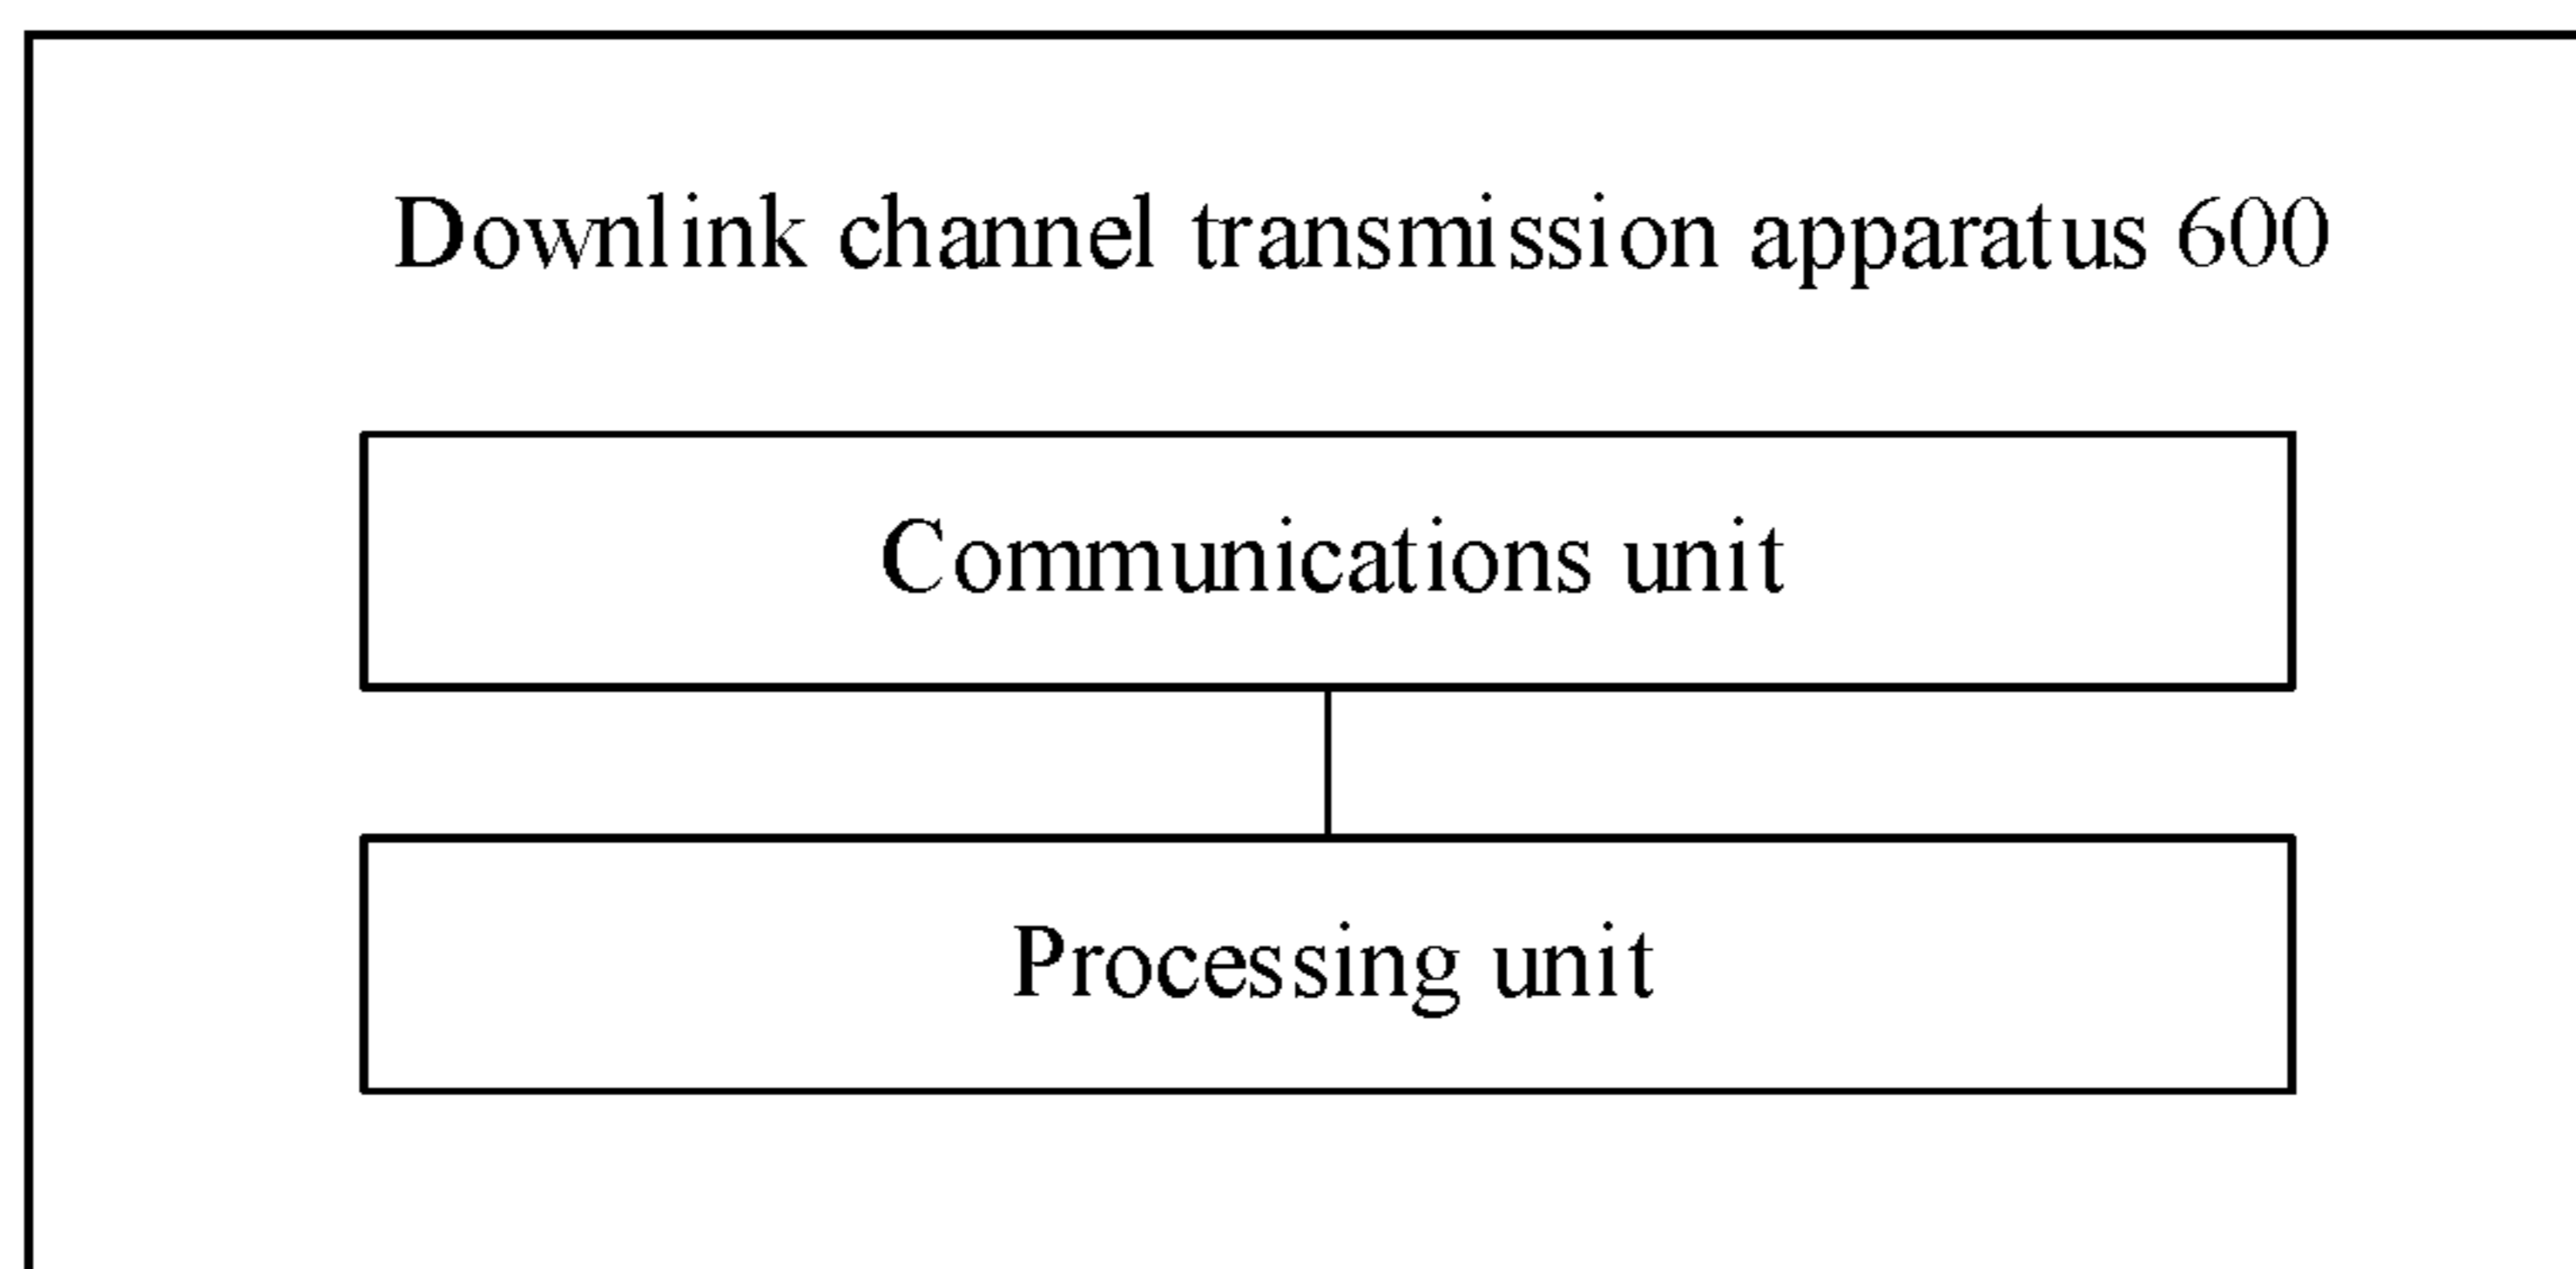 Downlink channel transmission apparatus 600
Communications unit
Processing unit